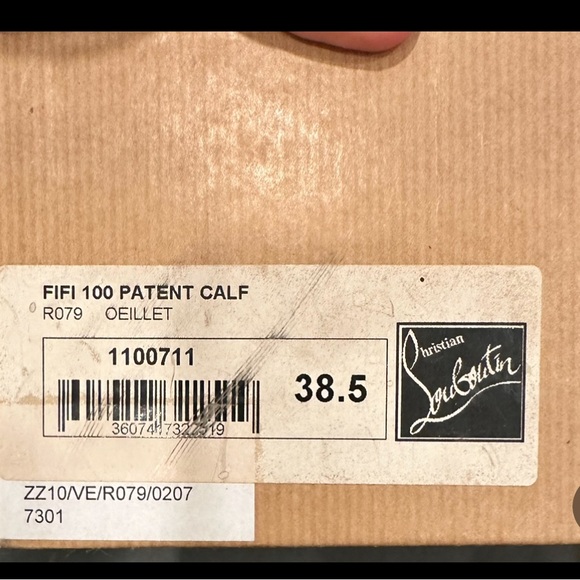 FIFI 100 PATENT CALF
R079 OEILLET
1100711
38.5
Christian
Louboutin
ZZ10/VE/R079/0207
7301